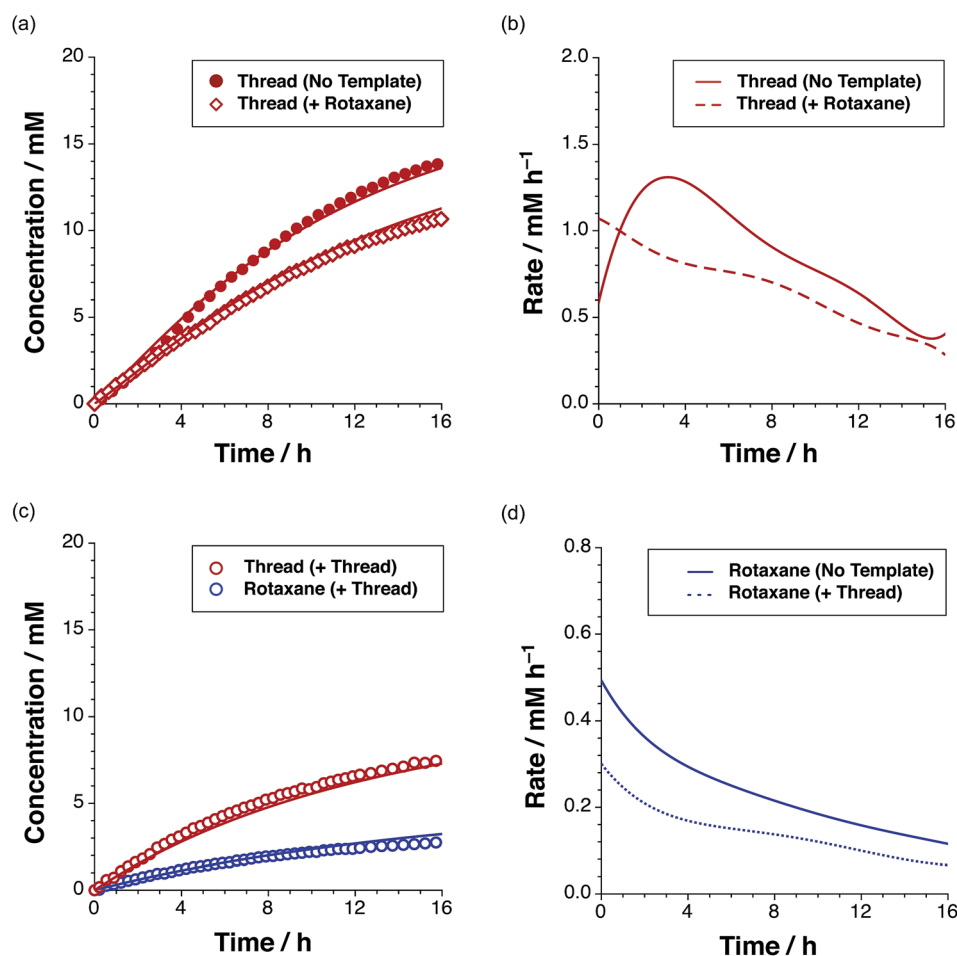 (a)
Thread (No Template)
Thread (+ Rotaxane)
Concentration / mM
20
15
10
5
0
0 4 8 12 16
Time / h
(b)
Thread (No Template)
Thread (+ Rotaxane)
Rate / mM h⁻¹
2.0
1.5
1.0
0.5
0.0
0 4 8 12 16
Time / h
(c)
Thread (+ Thread)
Rotaxane (+ Thread)
Concentration / mM
20
15
10
5
0
0 4 8 12 16
Time / h
(d)
Rotaxane (No Template)
Rotaxane (+ Thread)
Rate / mM h⁻¹
0.8
0.6
0.4
0.2
0.0
0 4 8 12 16
Time / h